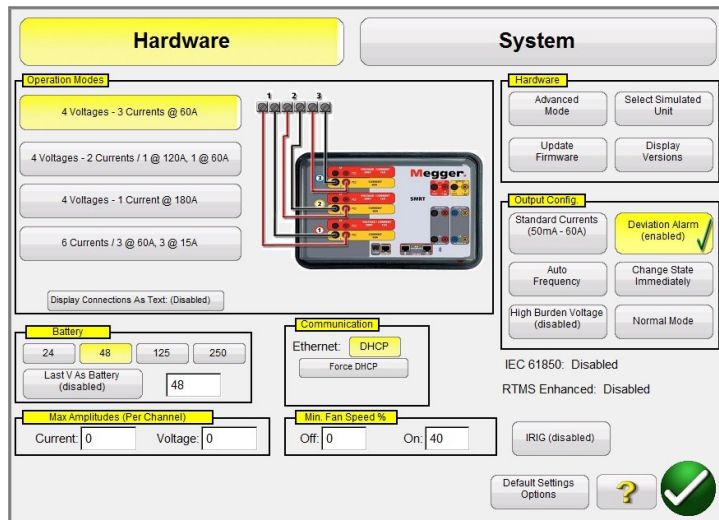 Hardware
System
Operation Modes
4 Voltages - 3 Currents @ 60A
4 Voltages - 2 Currents / 1 @ 120A, 1 @ 60A
4 Voltages - 1 Current @ 180A
6 Currents / 3 @ 60A, 3 @ 15A
Display Connections As Text: (Disabled)
1 2 3
Megger.
SMRT
3
2
1
Hardware
Advanced
Mode
Select Simulated
Unit
Update
Firmware
Display
Versions
Output Config.
Standard Currents
(50mA - 60A)
Deviation Alarm
(enabled)
Auto
Frequency
Change State
Immediately
High Burden Voltage
(disabled)
Normal Mode
Battery
24 48 125 250
Last V As Battery
(disabled)
48
Communication
Ethernet: DHCP
Force DHCP
IEC 61850: Disabled
RTMS Enhanced: Disabled
Max Amplitudes (Per Channel)
Current: 0 Voltage: 0
Min. Fan Speed %
Off: 0 On: 40
IRIG (disabled)
Default Settings
Options
?